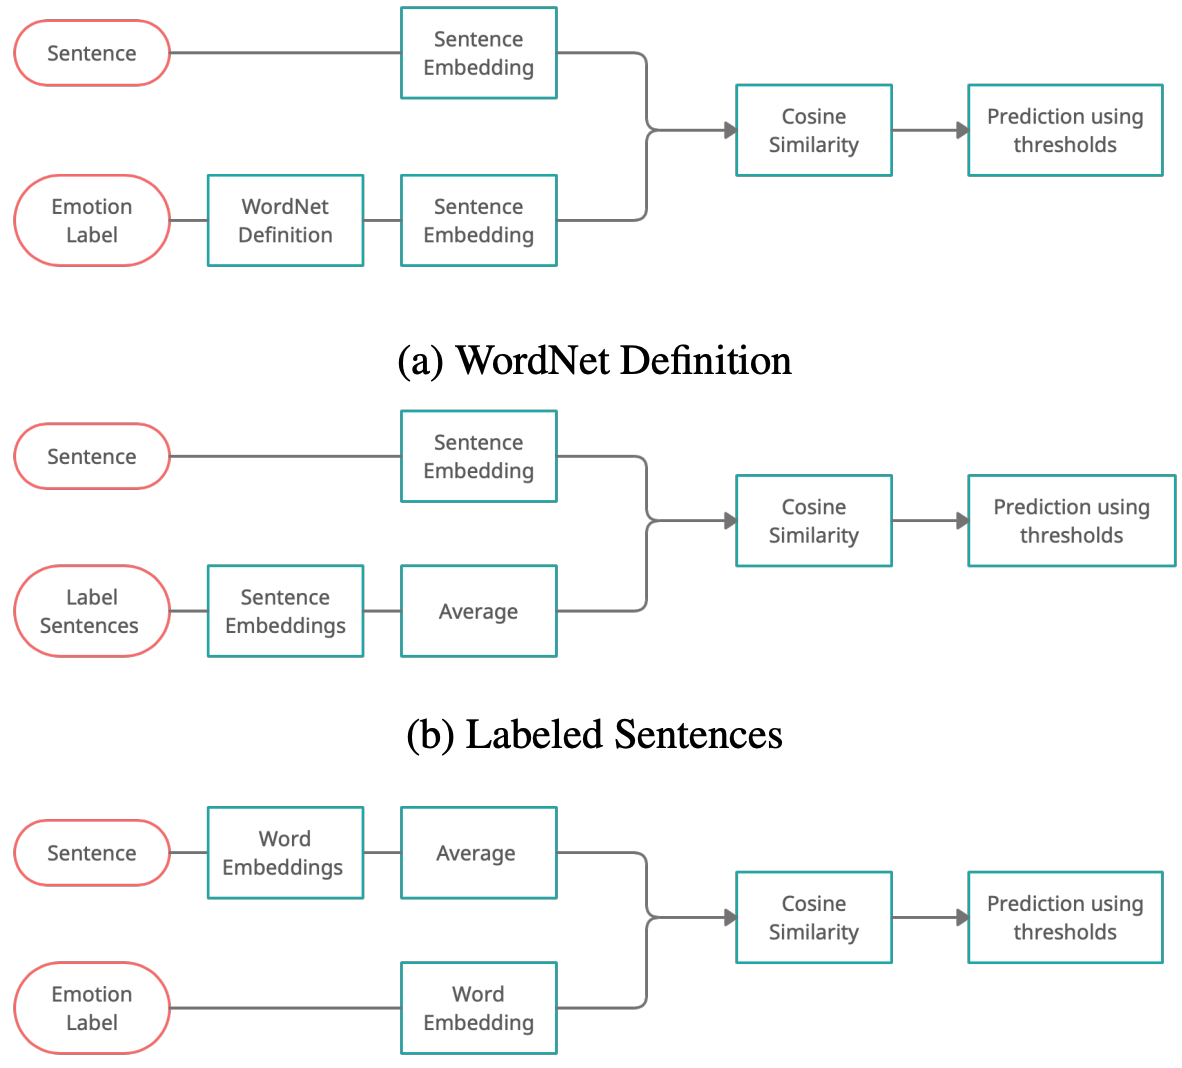 Sentence
Sentence
Embedding
Emotion
Label
WordNet
Definition
Sentence
Embedding
Cosine
Similarity
Prediction using
thresholds
(a) WordNet Definition
Sentence
Sentence
Embedding
Label
Sentences
Sentence
Embeddings
Average
Cosine
Similarity
Prediction using
thresholds
(b) Labeled Sentences
Sentence
Word
Embeddings
Average
Emotion
Label
Word
Embedding
Cosine
Similarity
Prediction using
thresholds